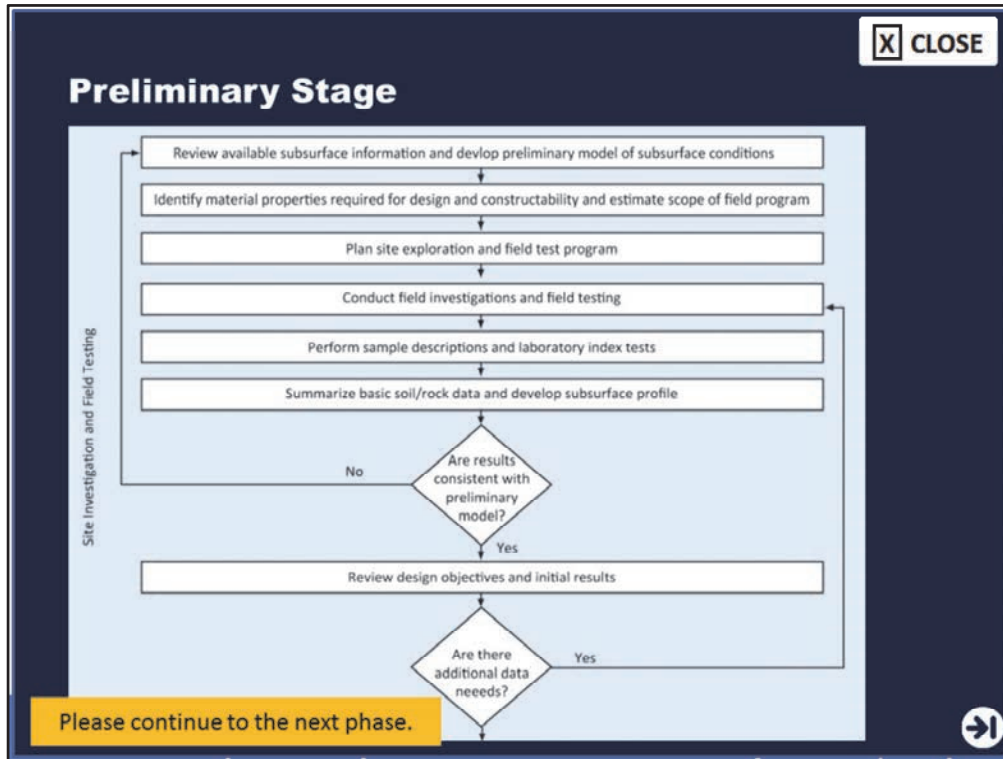 X CLOSE
Preliminary Stage
Review available subsurface information and devlop preliminary model of subsurface conditions
Identify material properties required for design and constructability and estimate scope of field program
Plan site exploration and field test program
Conduct field investigations and field testing
Perform sample descriptions and laboratory index tests
Summarize basic soil/rock data and develop subsurface profile
Site Investigation and Field Testing
No
Are results
consistent with
preliminary
model?
Yes
Review design objectives and initial results
Are there
additional data
neeeds?
Yes
Please continue to the next phase.